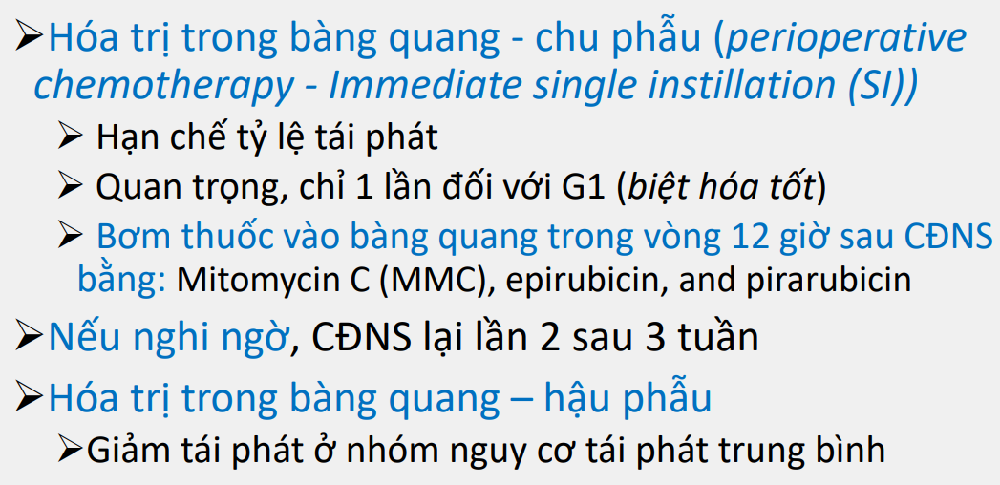 ➢Hóa trị trong bàng quang - chu phẫu (perioperative
chemotherapy - Immediate single instillation (SI))
➢ Hạn chế tỷ lệ tái phát
➢ Quan trọng, chỉ 1 lần đối với G1 (biệt hóa tốt)
➢ Bơm thuốc vào bàng quang trong vòng 12 giờ sau CĐNS
bằng: Mitomycin C (MMC), epirubicin, and pirarubicin
➢Nếu nghi ngờ, CĐNS lại lần 2 sau 3 tuần
➢Hóa trị trong bàng quang – hậu phẫu
➢Giảm tái phát ở nhóm nguy cơ tái phát trung bình